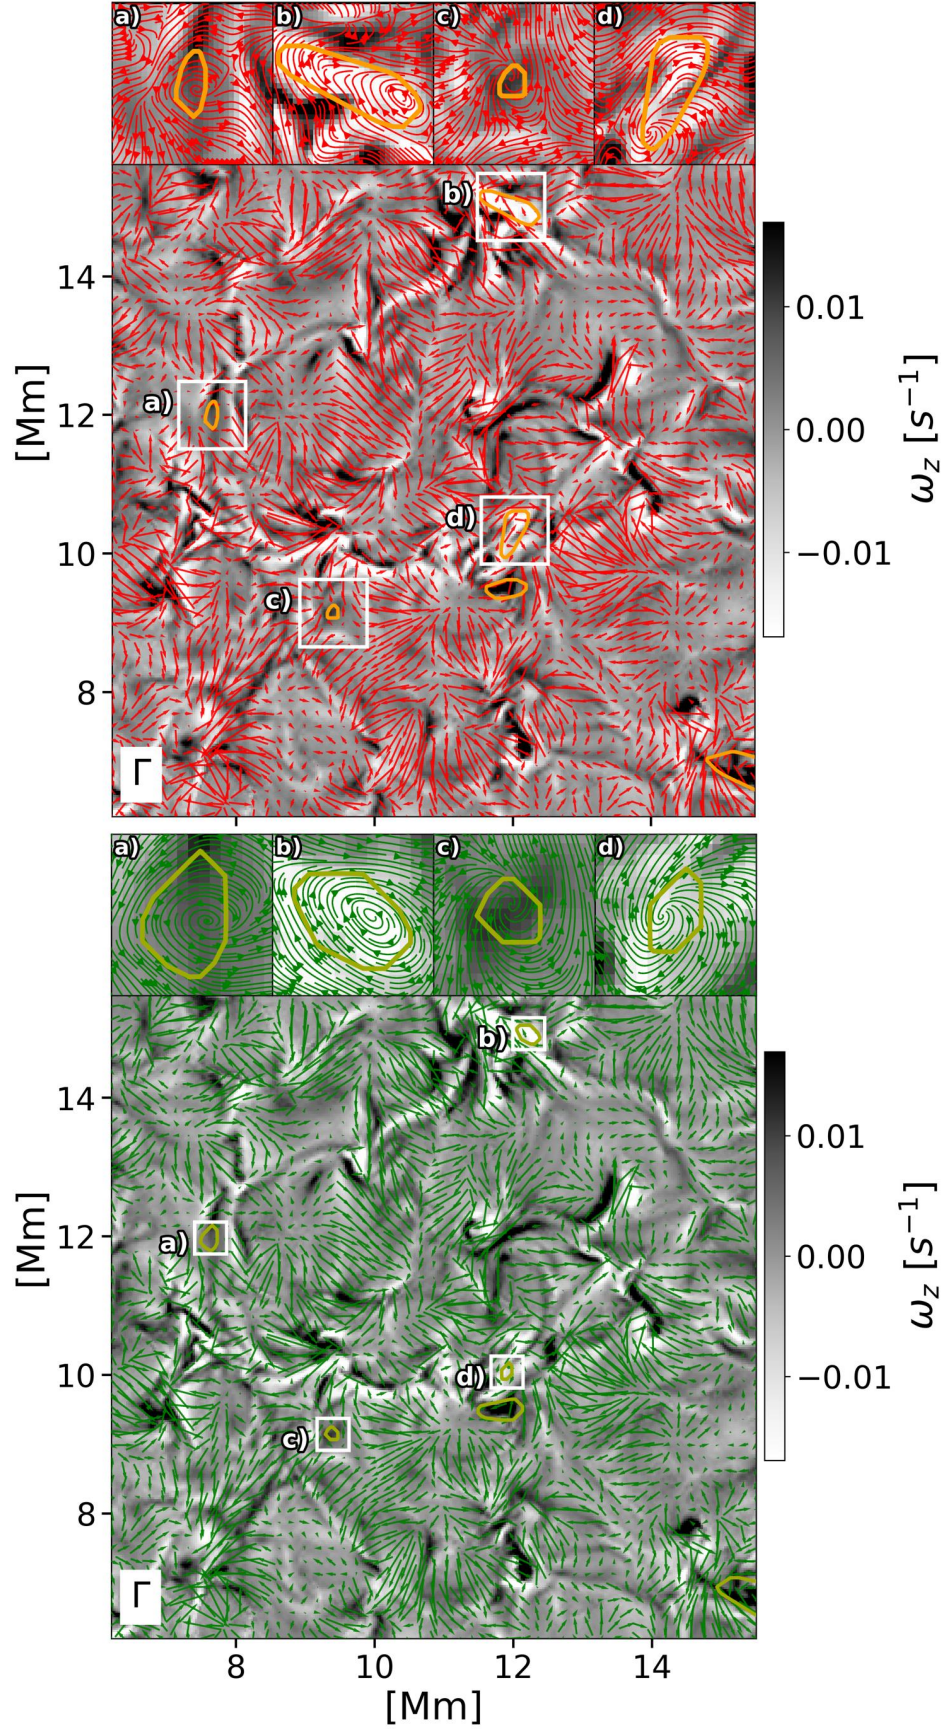 a) b) c) d)
b)
14
0.01
[Mm]
a)
12
0.00
ω_z [s⁻¹]
d)
10
−0.01
c)
8
Γ
a) b) c) d)
b)
14
0.01
[Mm]
a)
12
0.00
ω_z [s⁻¹]
d)
10
−0.01
c)
8
Γ
8 10 12 14
[Mm]